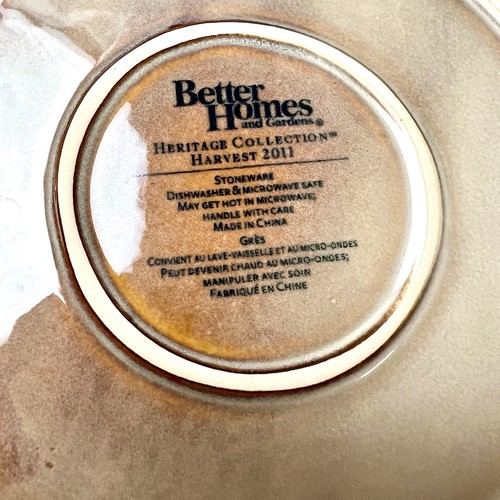 Better
Homes
and Gardens®
HERITAGE COLLECTION™
HARVEST 2011
STONEWARE
DISHWASHER & MICROWAVE SAFE
MAY GET HOT IN MICROWAVE;
HANDLE WITH CARE
MADE IN CHINA
GRÈS
CONVIENT AU LAVE-VAISSELLE ET AU MICRO-ONDES
PEUT DEVENIR CHAUD AU MICRO-ONDES;
MANIPULER AVEC SOIN
FABRIQUÉ EN CHINE